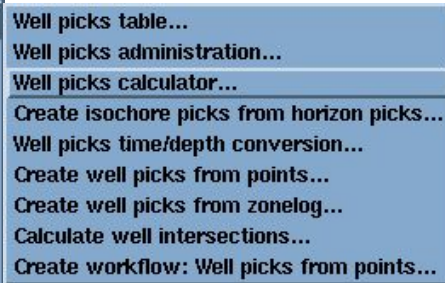 Well picks table...
Well picks administration...
Well picks calculator...
Create isochore picks from horizon picks...
Well picks time/depth conversion...
Create well picks from points...
Create well picks from zonelog...
Calculate well intersections...
Create workflow: Well picks from points...